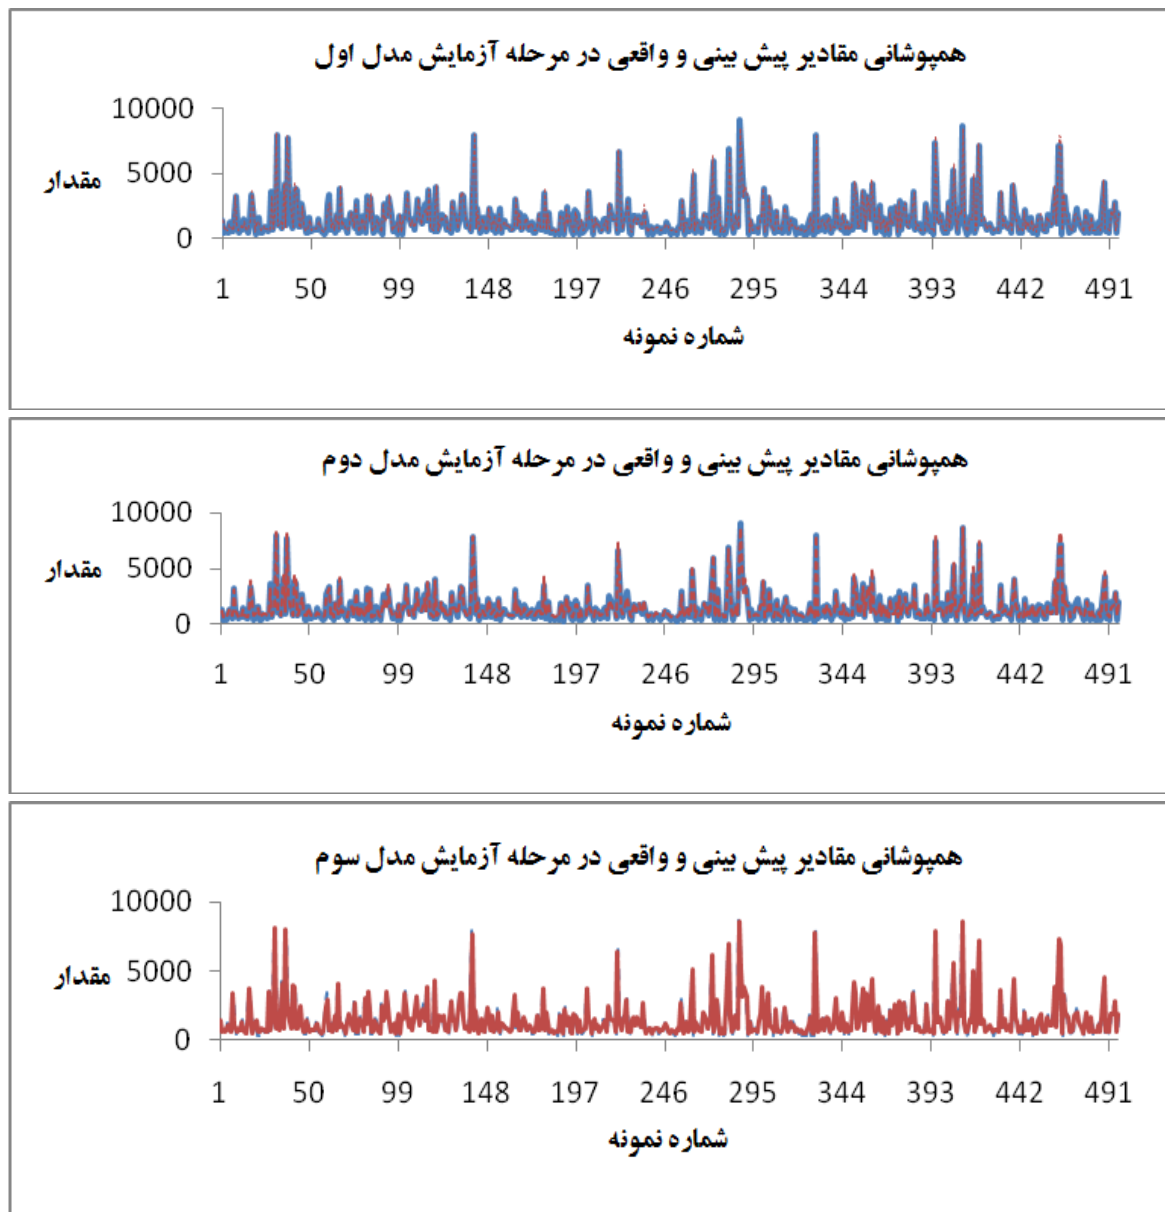 همپوشانی مقادیر پیش بینی و واقعی در مرحله آزمایش مدل اول
10000
5000
0
مقدار
1 50 99 148 197 246 295 344 393 442 491
شماره نمونه
همپوشانی مقادیر پیش بینی و واقعی در مرحله آزمایش مدل دوم
10000
5000
0
مقدار
1 50 99 148 197 246 295 344 393 442 491
شماره نمونه
همپوشانی مقادیر پیش بینی و واقعی در مرحله آزمایش مدل سوم
10000
5000
0
مقدار
1 50 99 148 197 246 295 344 393 442 491
شماره نمونه